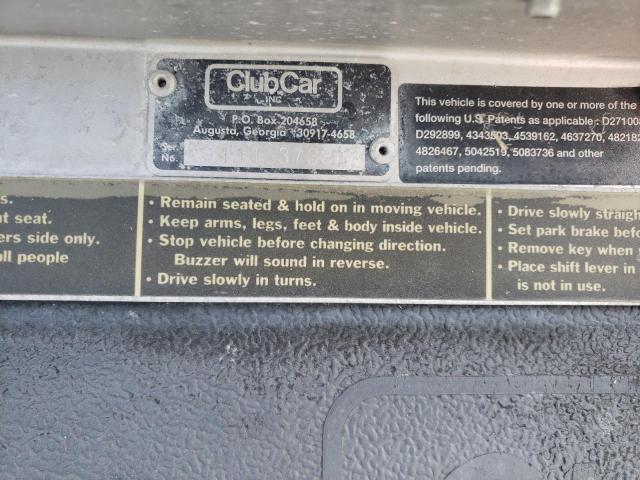 ClubCar
INC
P.O. Box 204658
Augusta, Georgia 30917-4658
Ser.
No.
This vehicle is covered by one or more of the
following U.S. Patents as applicable : D27100
D292899, 4343503, 4539162, 4637270, 482182
4826467, 5042519, 5083736 and other
patents pending.
s.
t seat.
ers side only.
all people
• Remain seated & hold on in moving vehicle.
• Keep arms, legs, feet & body inside vehicle.
• Stop vehicle before changing direction.
Buzzer will sound in reverse.
• Drive slowly in turns.
• Drive slowly straigh
• Set park brake befo
• Remove key when
• Place shift lever in
is not in use.